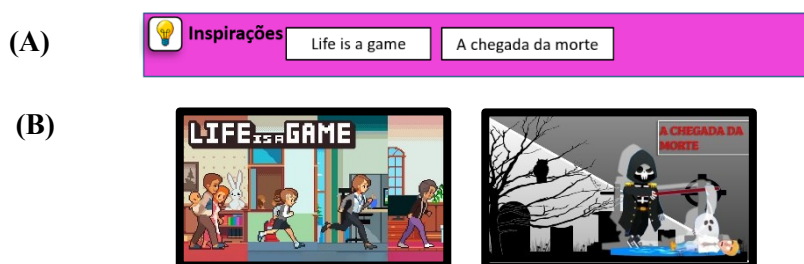 (A)
Inspirações
Life is a game
A chegada da morte
(B)
LIFE IS A GAME
A CHEGADA DA
MORTE